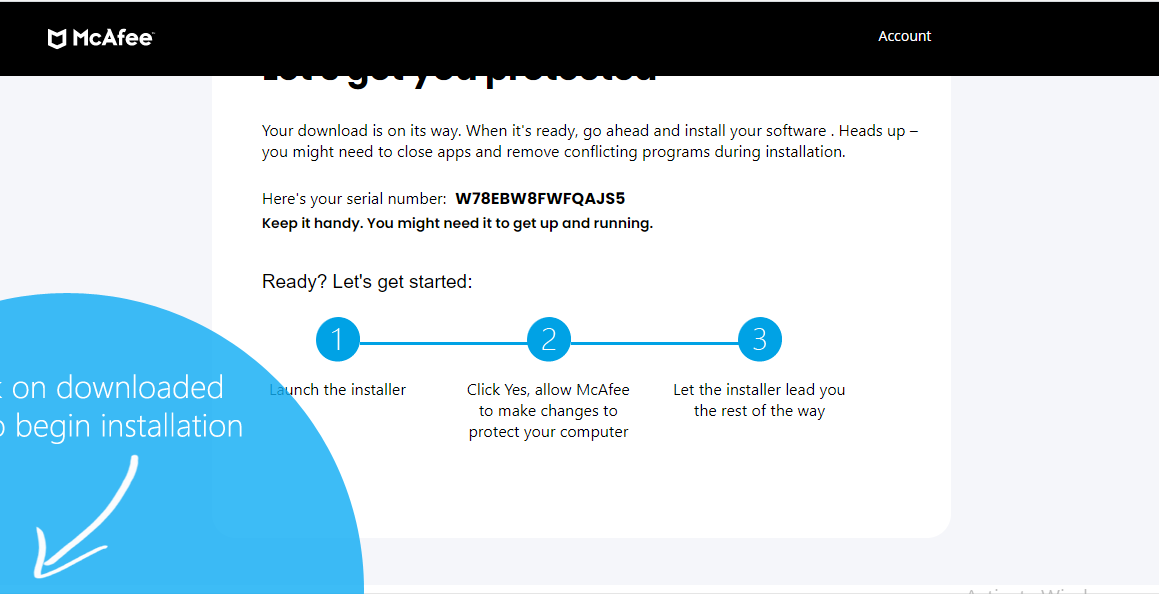 McAfee
Account
Let's get you protected
Your download is on its way. When it's ready, go ahead and install your software . Heads up –
you might need to close apps and remove conflicting programs during installation.
Here's your serial number: W78EBW8FWFQAJS5
Keep it handy. You might need it to get up and running.
Ready? Let's get started:
1
2
3
Launch the installer
Click Yes, allow McAfee
to make changes to
protect your computer
Let the installer lead you
the rest of the way
on downloaded
begin installation